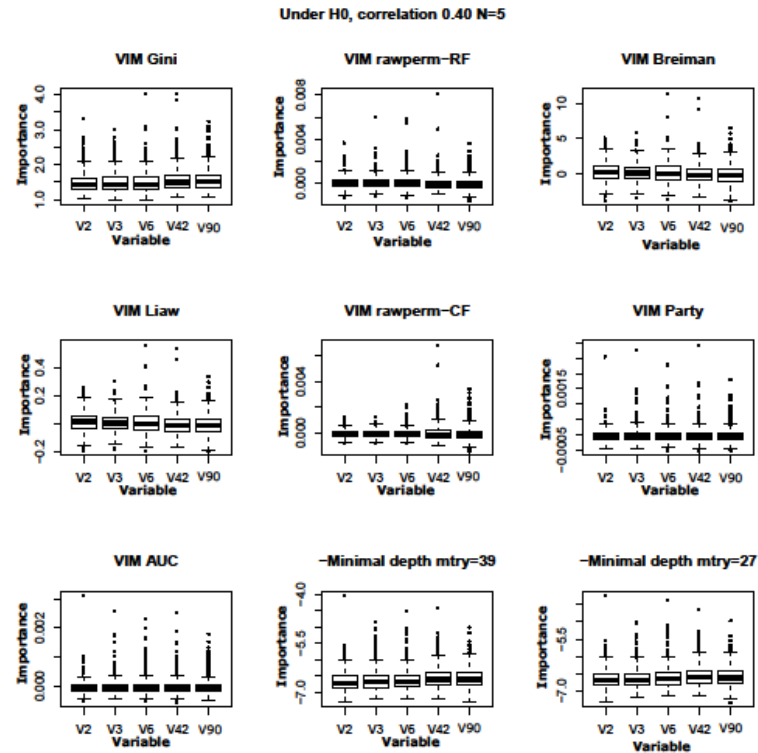 Under H0, correlation 0.40 N=5
VIM Gini
VIM rawperm−RF
VIM Breiman
Importance
1.0 2.0 3.0 4.0
V2 V3 V6 V42 V90
Variable
Importance
0.000 0.004 0.008
V2 V3 V6 V42 V90
Variable
Importance
0 5 10
V2 V3 V6 V42 V90
Variable
VIM Liaw
VIM rawperm−CF
VIM Party
Importance
−0.2 0.2 0.4
V2 V3 V6 V42 V90
Variable
Importance
0.000 0.004
V2 V3 V6 V42 V90
Variable
Importance
−0.0005 0.0015
V2 V3 V6 V42 V90
Variable
VIM AUC
−Minimal depth mtry=39
−Minimal depth mtry=27
Importance
0.000 0.002
V2 V3 V6 V42 V90
Variable
Importance
−7.0 −5.5 −4.0
V2 V3 V6 V42 V90
Variable
Importance
−7.0 −5.5
V2 V3 V6 V42 V90
Variable